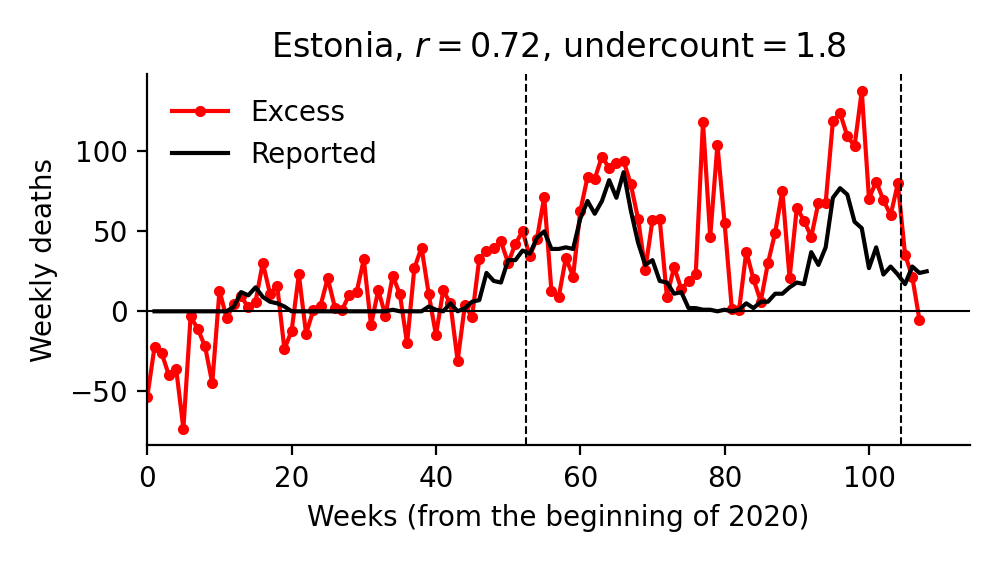 Estonia, r = 0.72, undercount = 1.8
Excess
Reported
Weekly deaths
100
50
0
−50
0 20 40 60 80 100
Weeks (from the beginning of 2020)